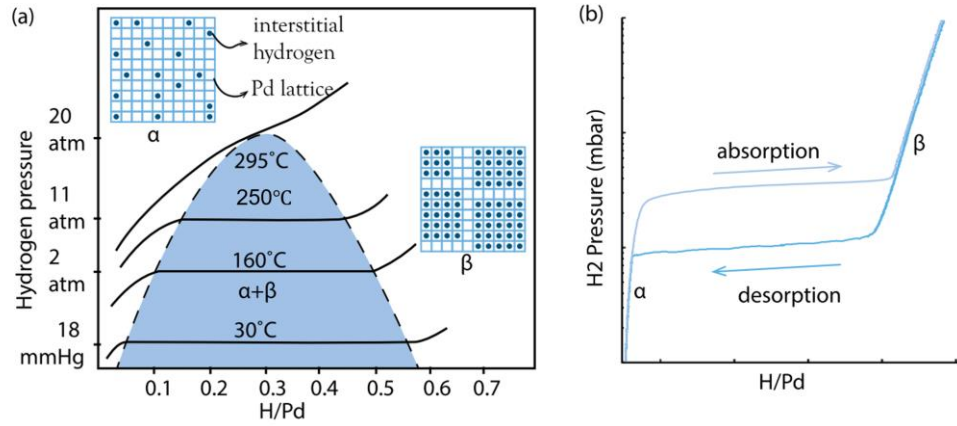 (a)
interstitial
hydrogen
Pd lattice
α
20
atm
11
atm
2
atm
18
mmHg
Hydrogen pressure
295˚C
250℃
160˚C
α+β
30˚C
β
0.1 0.2 0.3 0.4 0.5 0.6 0.7
H/Pd
(b)
H2 Pressure (mbar)
absorption
β
α
desorption
H/Pd